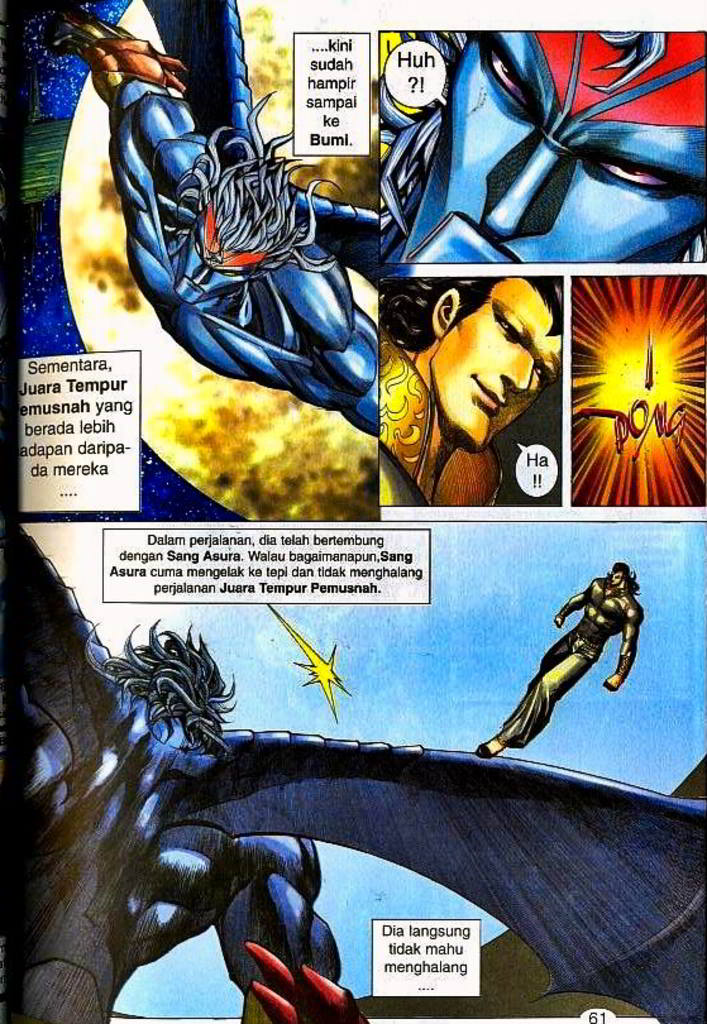 ....kini
sudah
hampir
sampai
ke
Bumi.
Huh
?!
Sementara,
Juara Tempur
emusnah yang
berada lebih
adapan daripa-
da mereka
....
Ha
!!
PONG
Dalam perjalanan, dia telah bertembung
dengan Sang Asura. Walau bagaimanapun,Sang
Asura cuma mengelak ke tepi dan tidak menghalang
perjalanan Juara Tempur Pemusnah.
Dia langsung
tidak mahu
menghalang
....
61